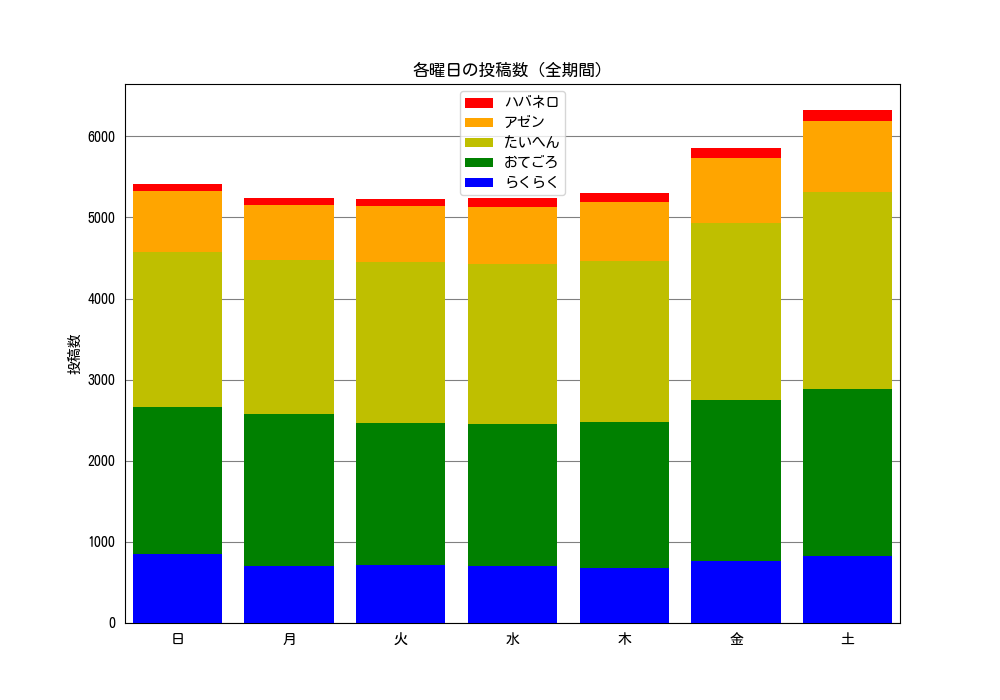 各曜日の投稿数（全期間）
ハバネロ
アゼン
たいへん
おてごろ
らくらく
投稿数
6000
5000
4000
3000
2000
1000
0
日 月 火 水 木 金 土